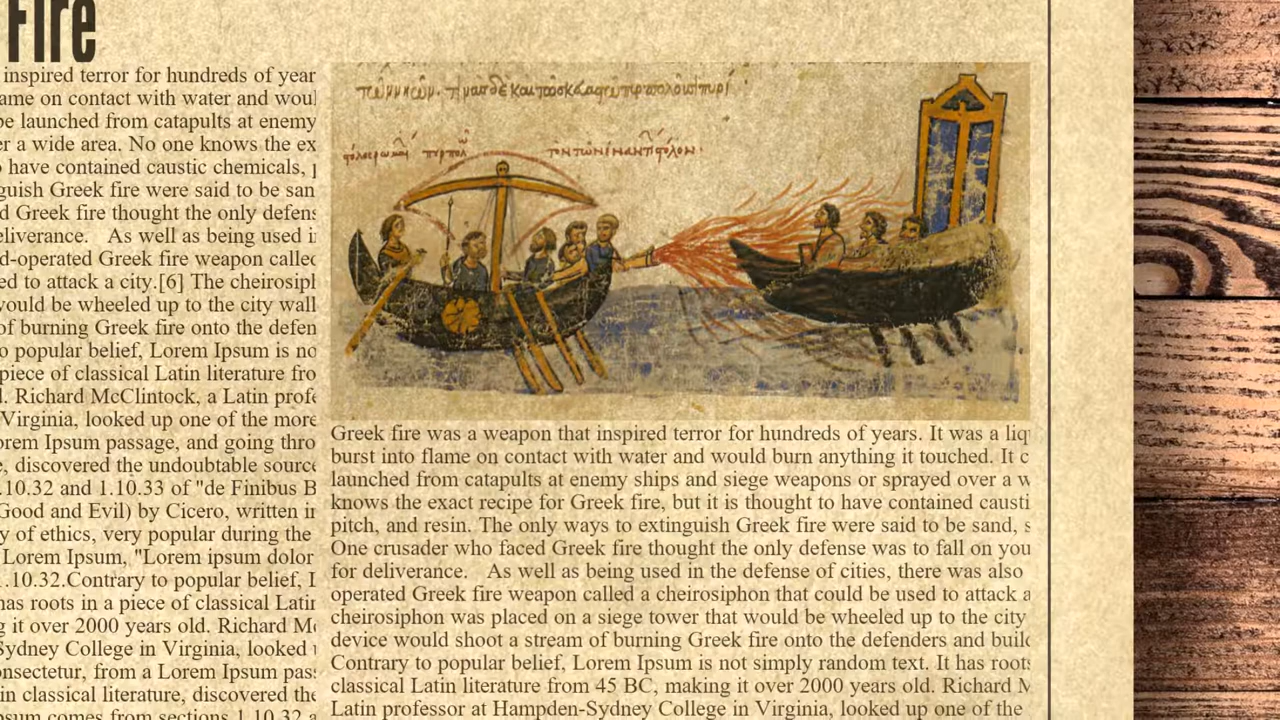 Fire
inspired terror for hundreds of year
ame on contact with water and woul
be launched from catapults at enemy
er a wide area. No one knows the ex
o have contained caustic chemicals, p
guish Greek fire were said to be san
d Greek fire thought the only defens
eliverance. As well as being used i
d-operated Greek fire weapon called
ed to attack a city.[6] The cheirosipl
would be wheeled up to the city wall
of burning Greek fire onto the defen
o popular belief, Lorem Ipsum is no
piece of classical Latin literature fro
d. Richard McClintock, a Latin profe
Virginia, looked up one of the more
orem Ipsum passage, and going thro
e, discovered the undoubtable source
.10.32 and 1.10.33 of "de Finibus B
Good and Evil) by Cicero, written in
y of ethics, very popular during the
Lorem Ipsum, "Lorem ipsum dolor
1.10.32.Contrary to popular belief, L
has roots in a piece of classical Latin
g it over 2000 years old. Richard Mc
Sydney College in Virginia, looked u
onsectetur, from a Lorem Ipsum pass
in classical literature, discovered the
psum comes from sections 1.10.32 a
Greek fire was a weapon that inspired terror for hundreds of years. It was a liq
burst into flame on contact with water and would burn anything it touched. It c
launched from catapults at enemy ships and siege weapons or sprayed over a w
knows the exact recipe for Greek fire, but it is thought to have contained causti
pitch, and resin. The only ways to extinguish Greek fire were said to be sand, s
One crusader who faced Greek fire thought the only defense was to fall on you
for deliverance. As well as being used in the defense of cities, there was also
operated Greek fire weapon called a cheirosiphon that could be used to attack a
cheirosiphon was placed on a siege tower that would be wheeled up to the city
device would shoot a stream of burning Greek fire onto the defenders and build
Contrary to popular belief, Lorem Ipsum is not simply random text. It has roots
classical Latin literature from 45 BC, making it over 2000 years old. Richard M
Latin professor at Hampden-Sydney College in Virginia, looked up one of the